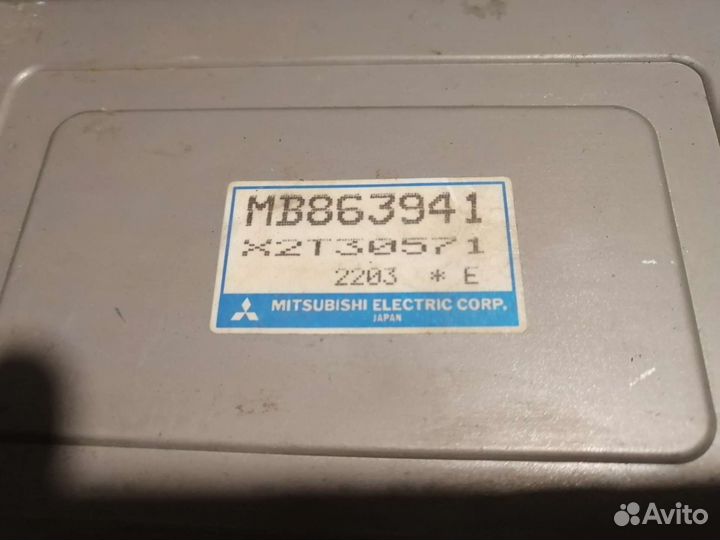 MB863941
X2T30571
2203 * E
MITSUBISHI ELECTRIC CORP.
JAPAN
Avito